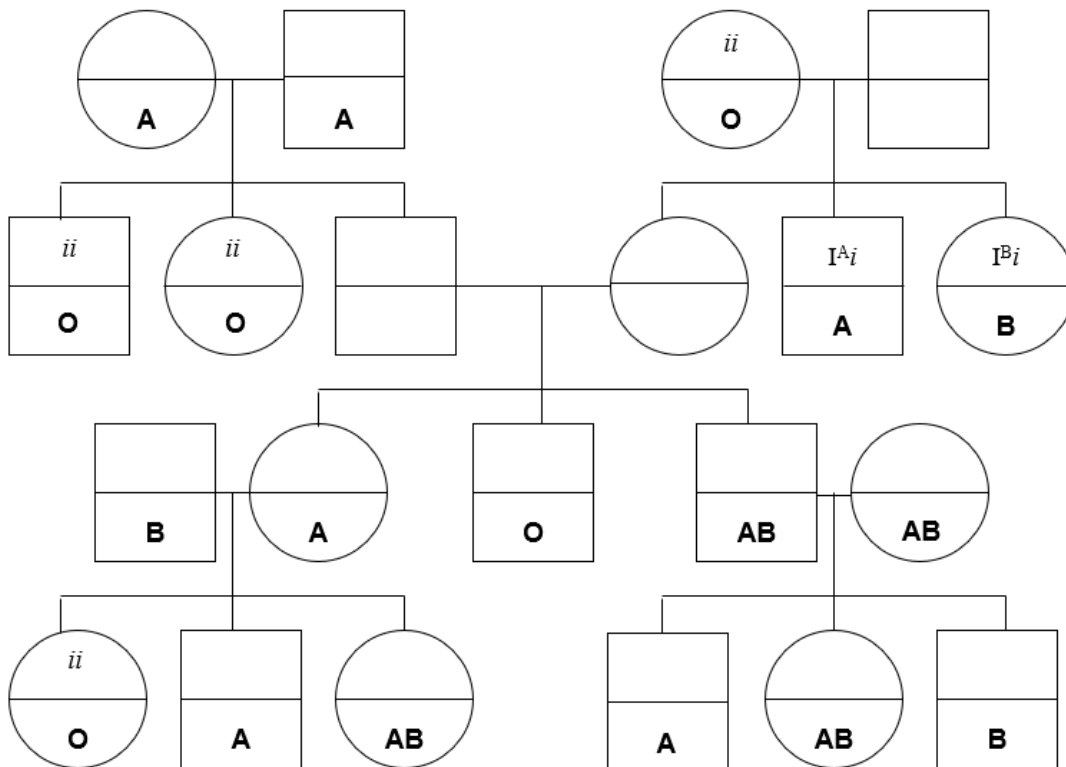 ii
A A O
ii ii IᴬI Iᴮi
O O A B
B A O AB AB
ii
O A AB A AB B